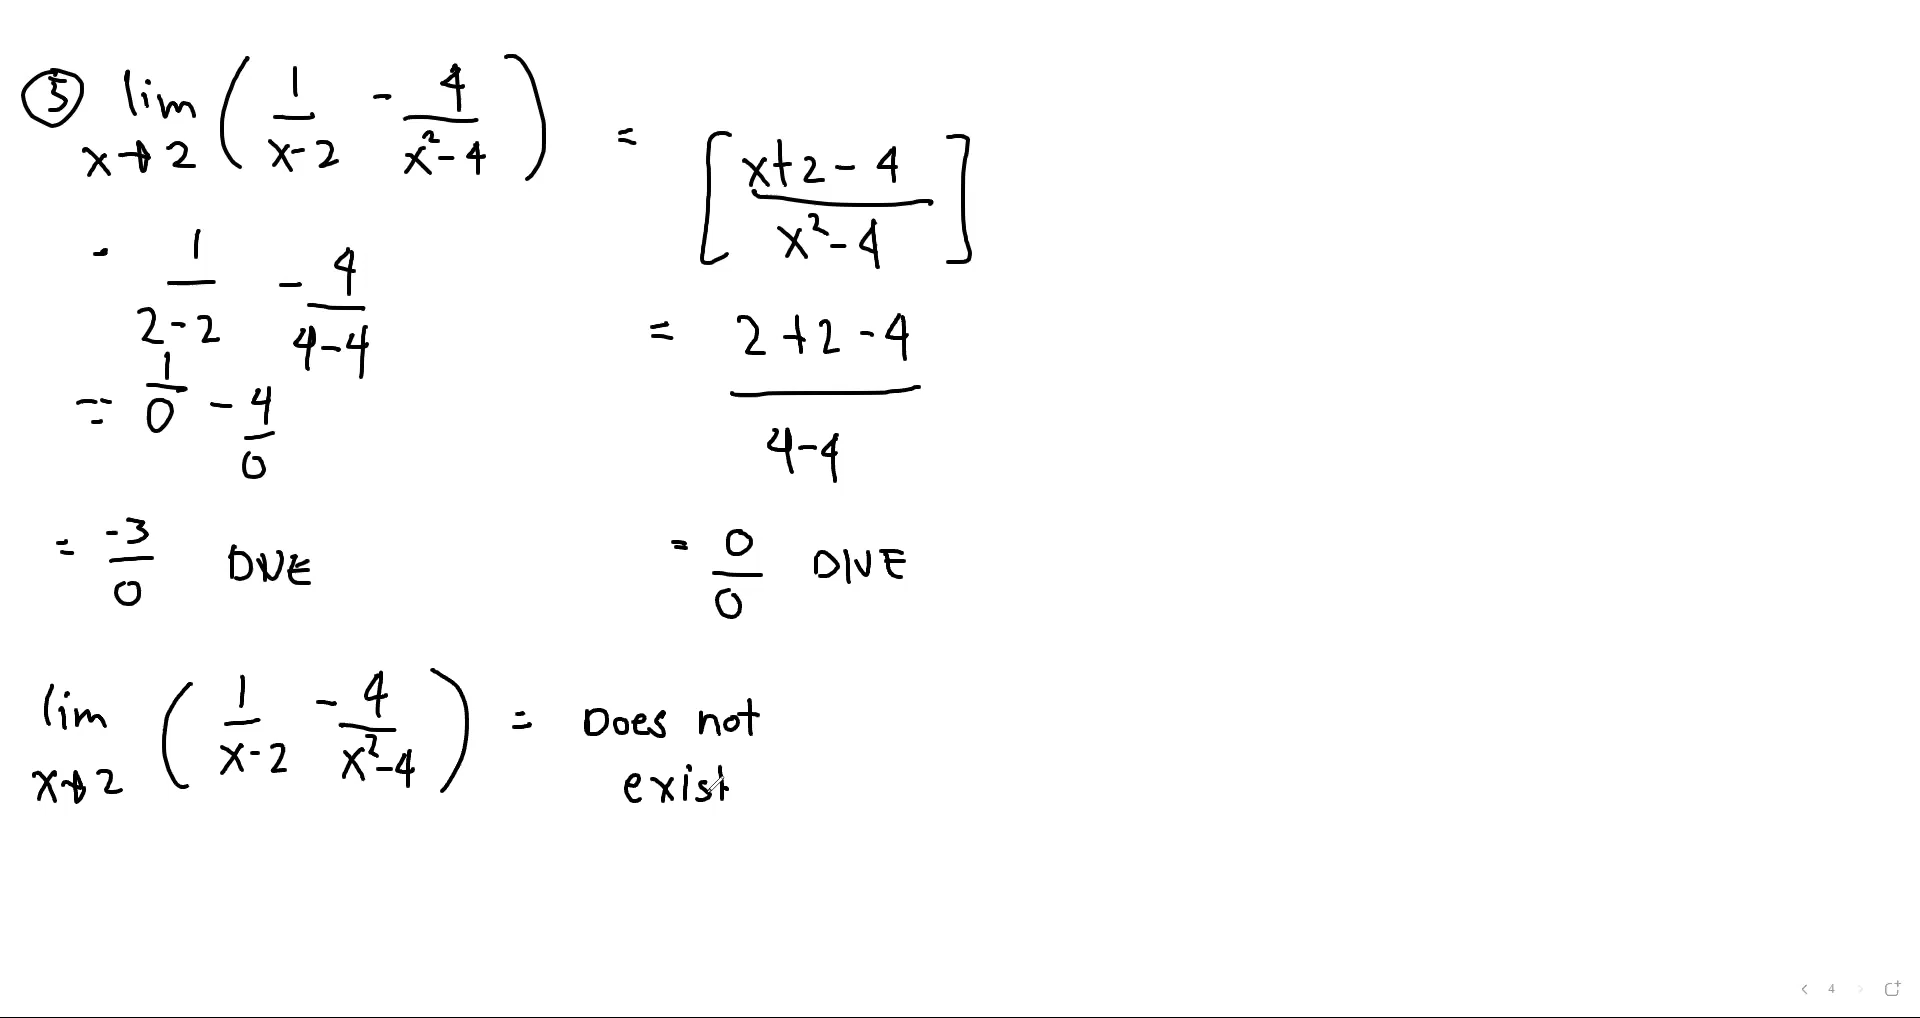 ⑤ lim x→2 ( 1/(x-2) - 4/(x²-4) ) = [ (x+2-4)/(x²-4) ]
- 1/(2-2) - 4/(4-4)
= 1/0 - 4/0
= -3/0 DNE
= (2+2-4)/(4-4)
= 0/0 DNE
lim x→2 ( 1/(x-2) - 4/(x²-4) ) = Does not
exist
4